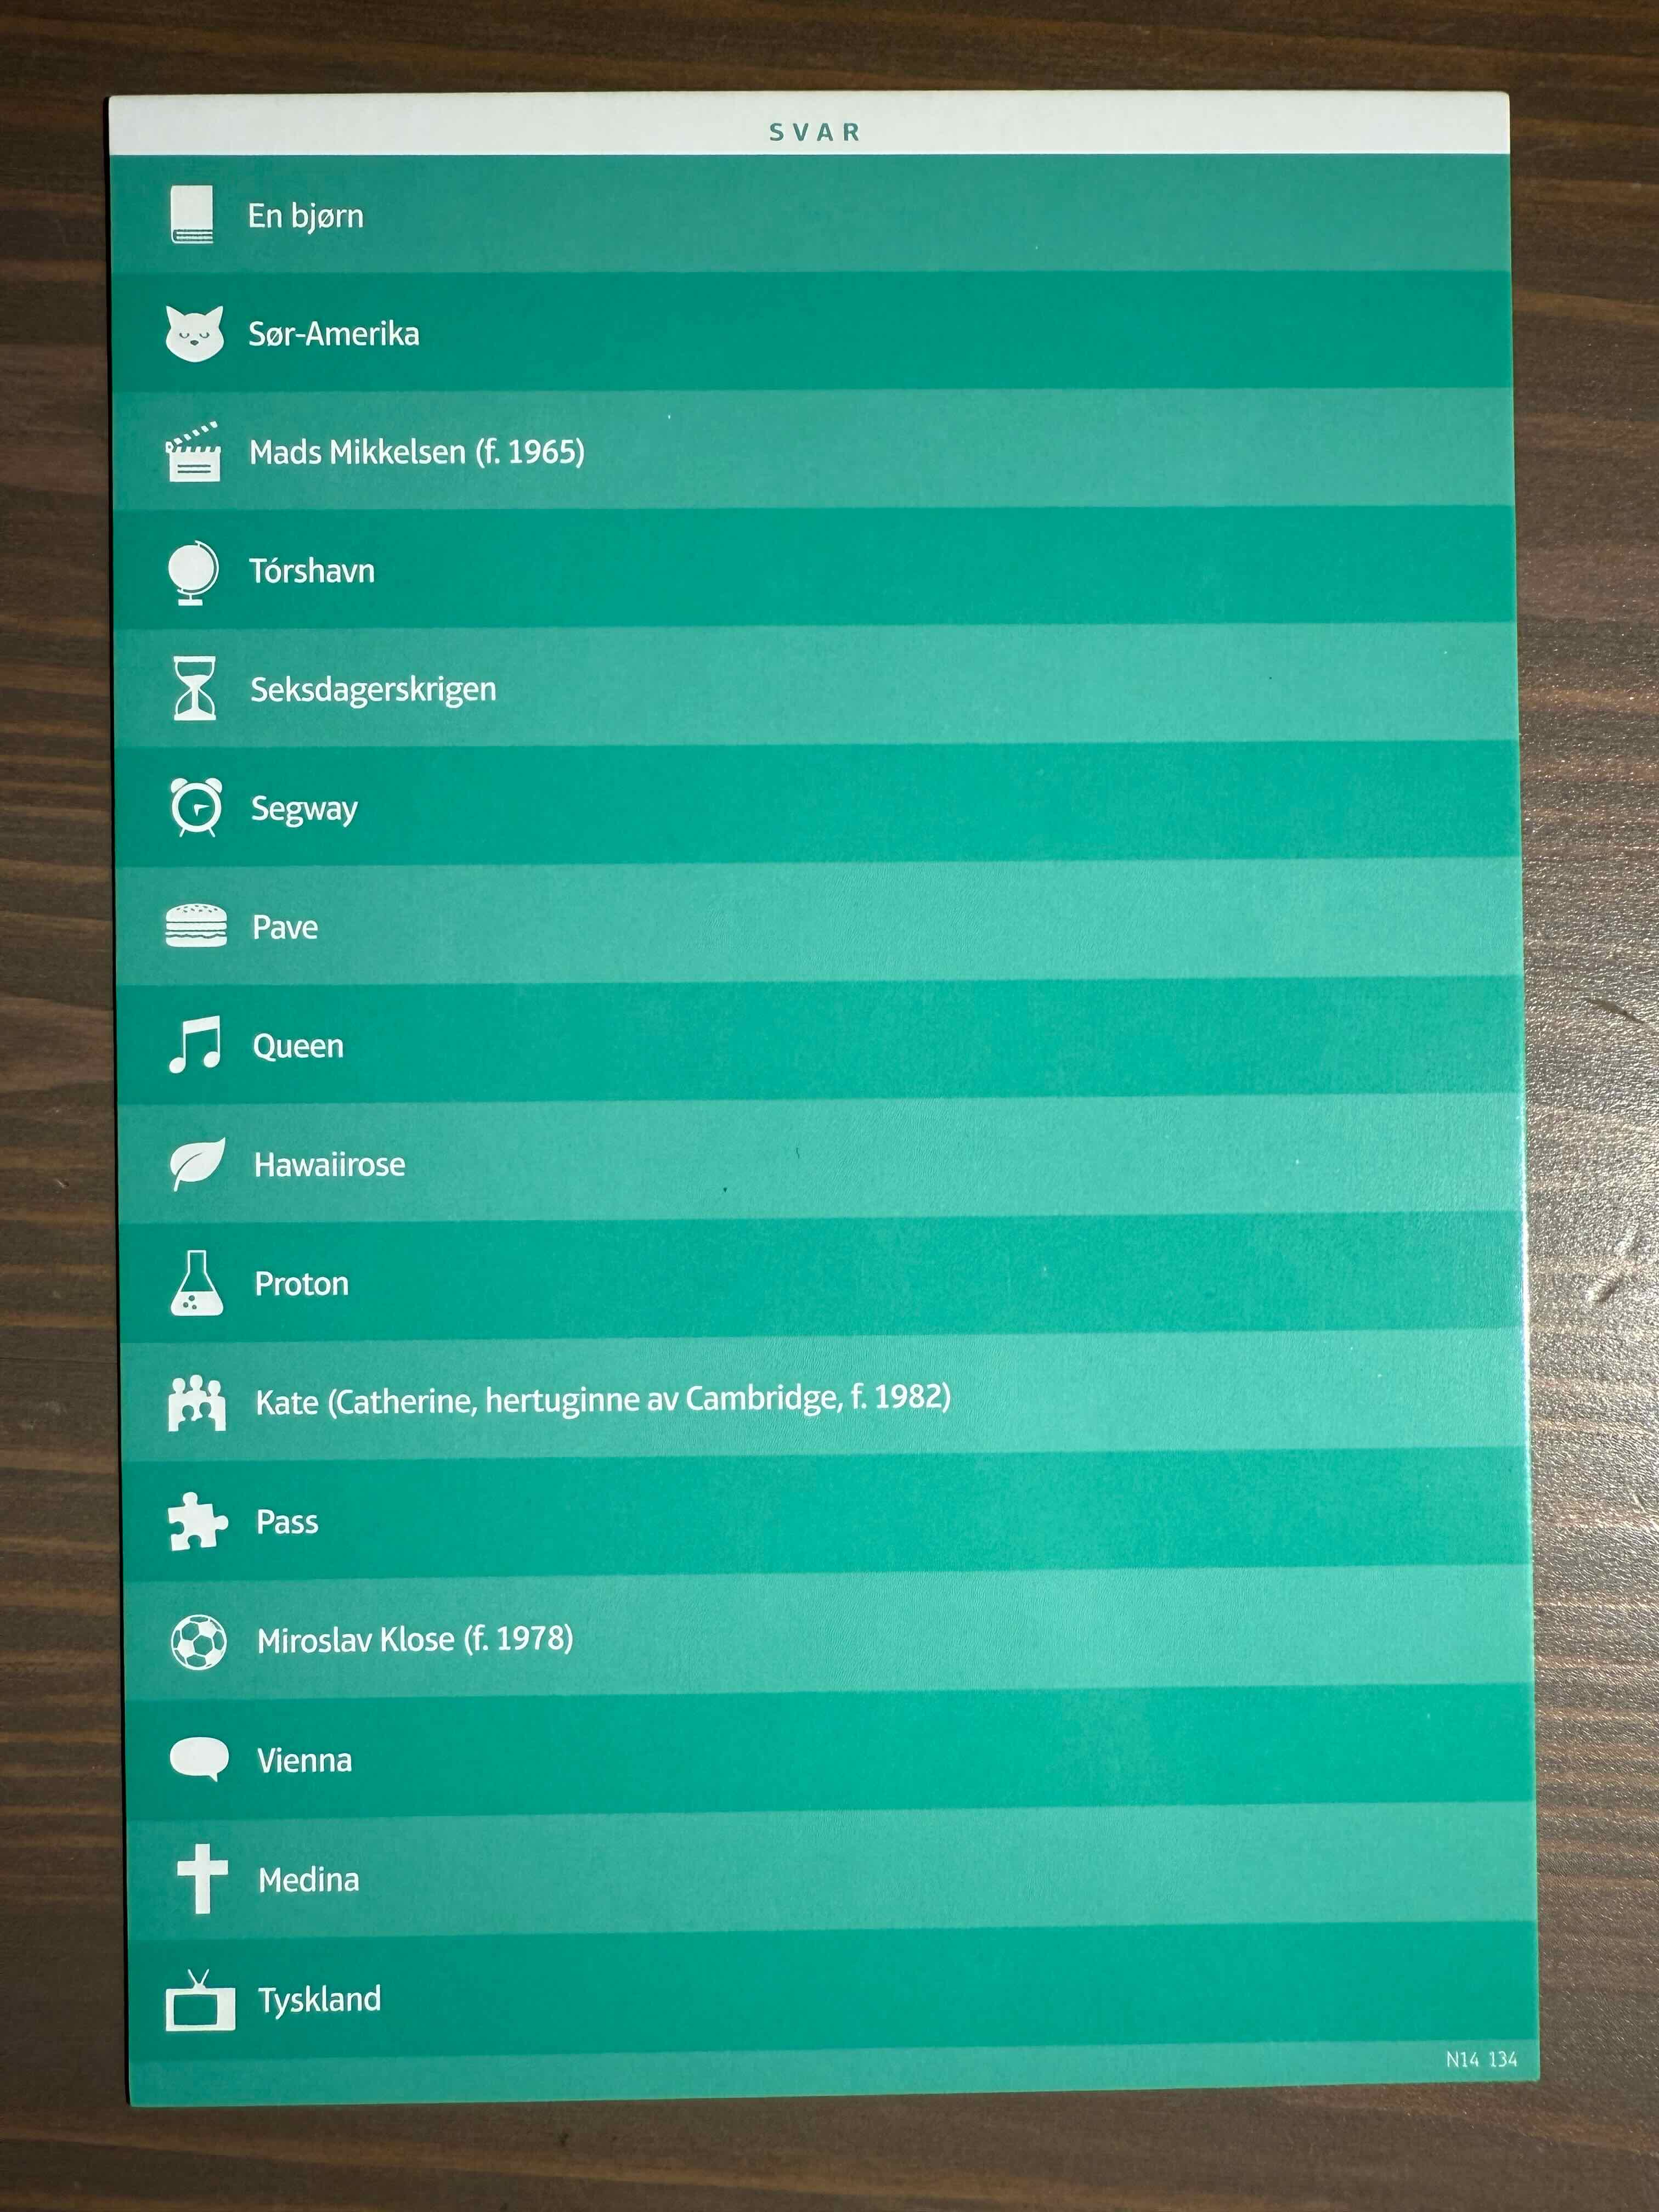 SVAR
En bjørn
Sør-Amerika
Mads Mikkelsen (f. 1965)
Tórshavn
Seksdagerskrigen
Segway
Pave
Queen
Hawaiirose
Proton
Kate (Catherine, hertuginne av Cambridge, f. 1982)
Pass
Miroslav Klose (f. 1978)
Vienna
Medina
Tyskland
N14 134